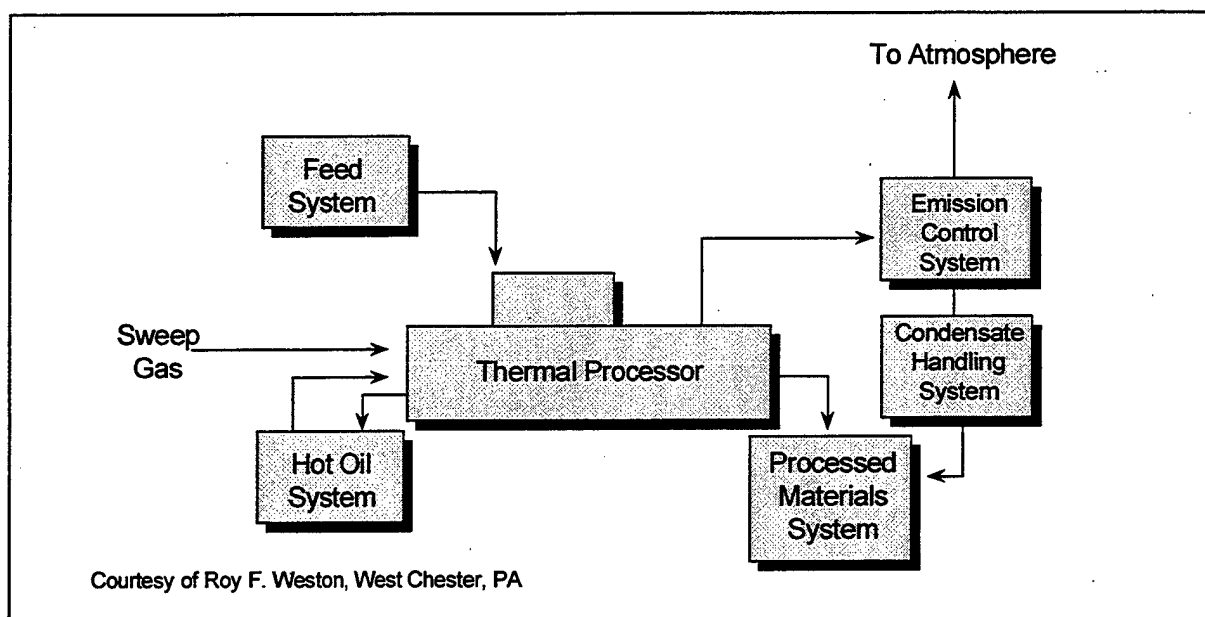 To Atmosphere
Feed
System
Emission
Control
System
Sweep
Gas
Thermal Processor
Condensate
Handling
System
Hot Oil
System
Processed
Materials
System
Courtesy of Roy F. Weston, West Chester, PA